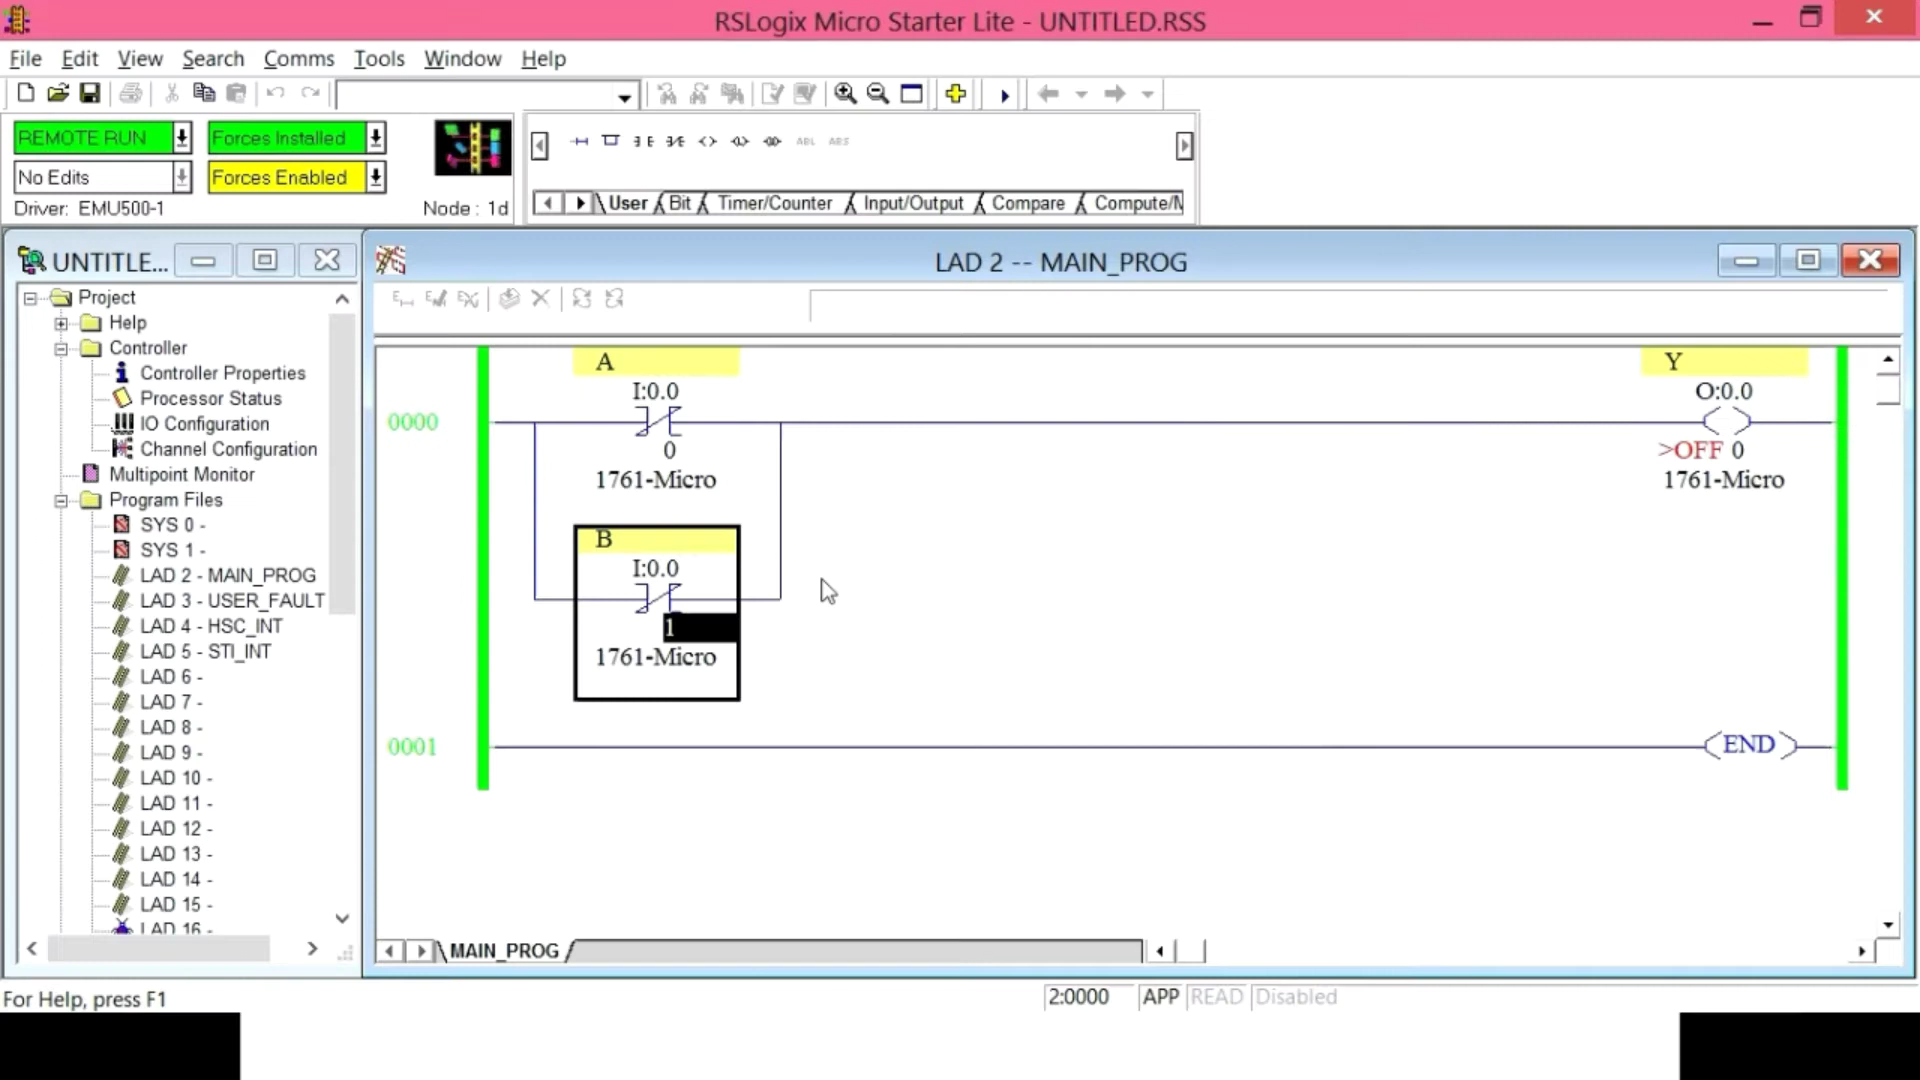 RSLogix Micro Starter Lite - UNTITLED.RSS
File Edit View Search Comms Tools Window Help
REMOTE RUN Forces Installed
No Edits Forces Enabled
Driver: EMU500-1 Node : 1d
ABL ABS
User Bit Timer/Counter Input/Output Compare Compute/M
UNTITLE...
Project
Help
Controller
Controller Properties
Processor Status
IO Configuration
Channel Configuration
Multipoint Monitor
Program Files
SYS 0 -
SYS 1 -
LAD 2 - MAIN_PROG
LAD 3 - USER_FAULT
LAD 4 - HSC_INT
LAD 5 - STI_INT
LAD 6 -
LAD 7 -
LAD 8 -
LAD 9 -
LAD 10 -
LAD 11 -
LAD 12 -
LAD 13 -
LAD 14 -
LAD 15 -
LAD 16 -
LAD 2 -- MAIN_PROG
A Y
I:0.0 O:0.0
0000
0 >OFF 0
1761-Micro 1761-Micro
B
I:0.0
1
1761-Micro
0001 END
MAIN_PROG
For Help, press F1 2:0000 APP READ Disabled